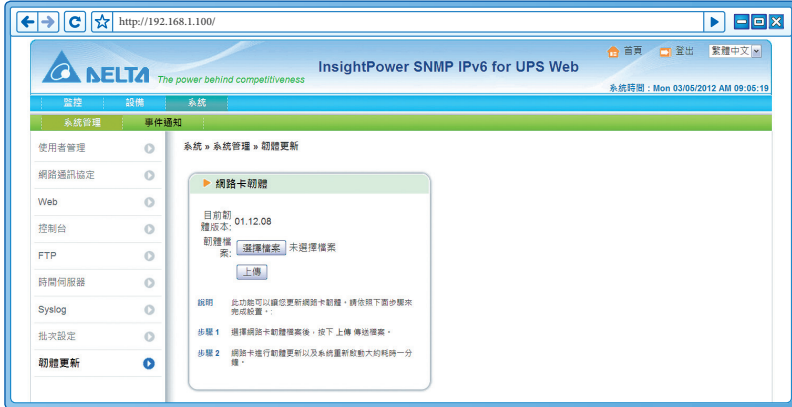 http://192.168.1.100/
首頁 登出 繁體中文
DELTA The power behind competitiveness
InsightPower SNMP IPv6 for UPS Web
系統時間 : Mon 03/05/2012 AM 09:05:19
監控 設備 系統
系統管理 事件通知
系統 » 系統管理 » 韌體更新
使用者管理
網路通訊協定
Web
控制台
FTP
時間伺服器
Syslog
批次設定
韌體更新
網路卡韌體
目前韌
體版本: 01.12.08
韌體檔
案: 選擇檔案 未選擇檔案
上傳
說明 此功能可以讓您更新網路卡韌體。請依照下面步驟來
完成設置。:
步驟 1 選擇網路卡韌體檔案後，按下 上傳 傳送檔案。
步驟 2 網路卡進行韌體更新以及系統重新啟動大約耗時一分
鐘。